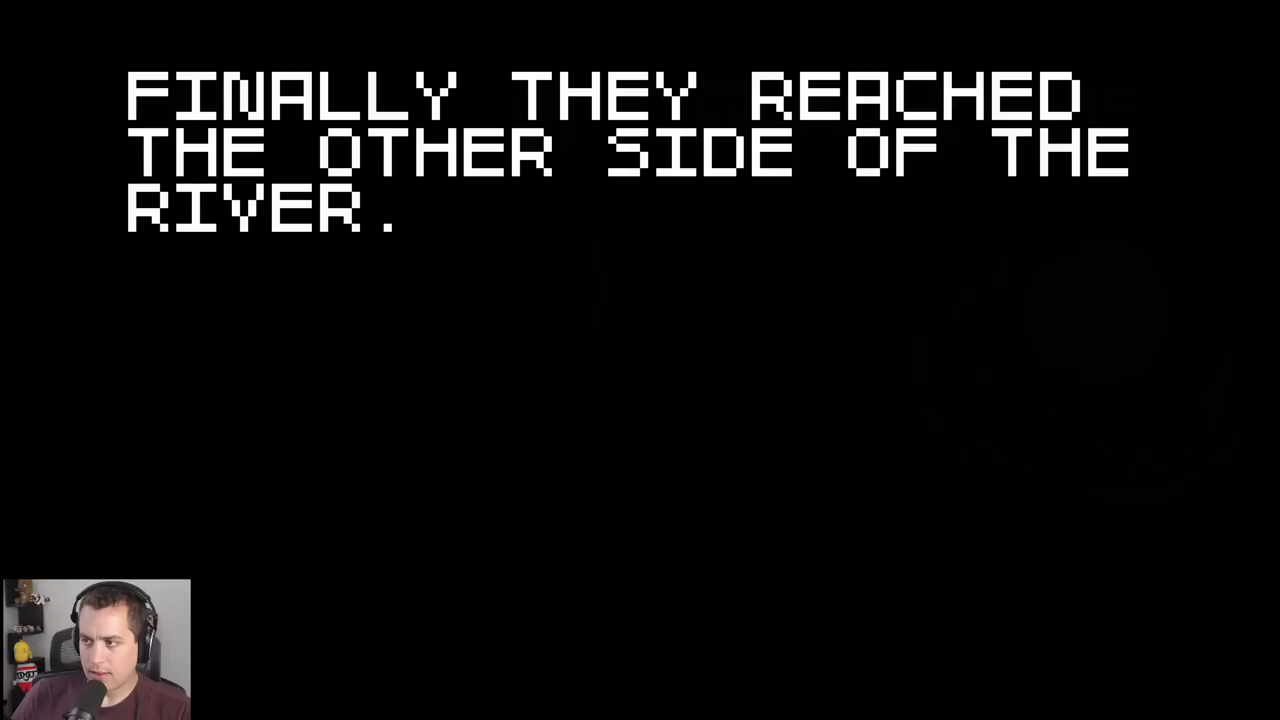 FINALLY THEY REACHED
THE OTHER SIDE OF THE
RIVER.